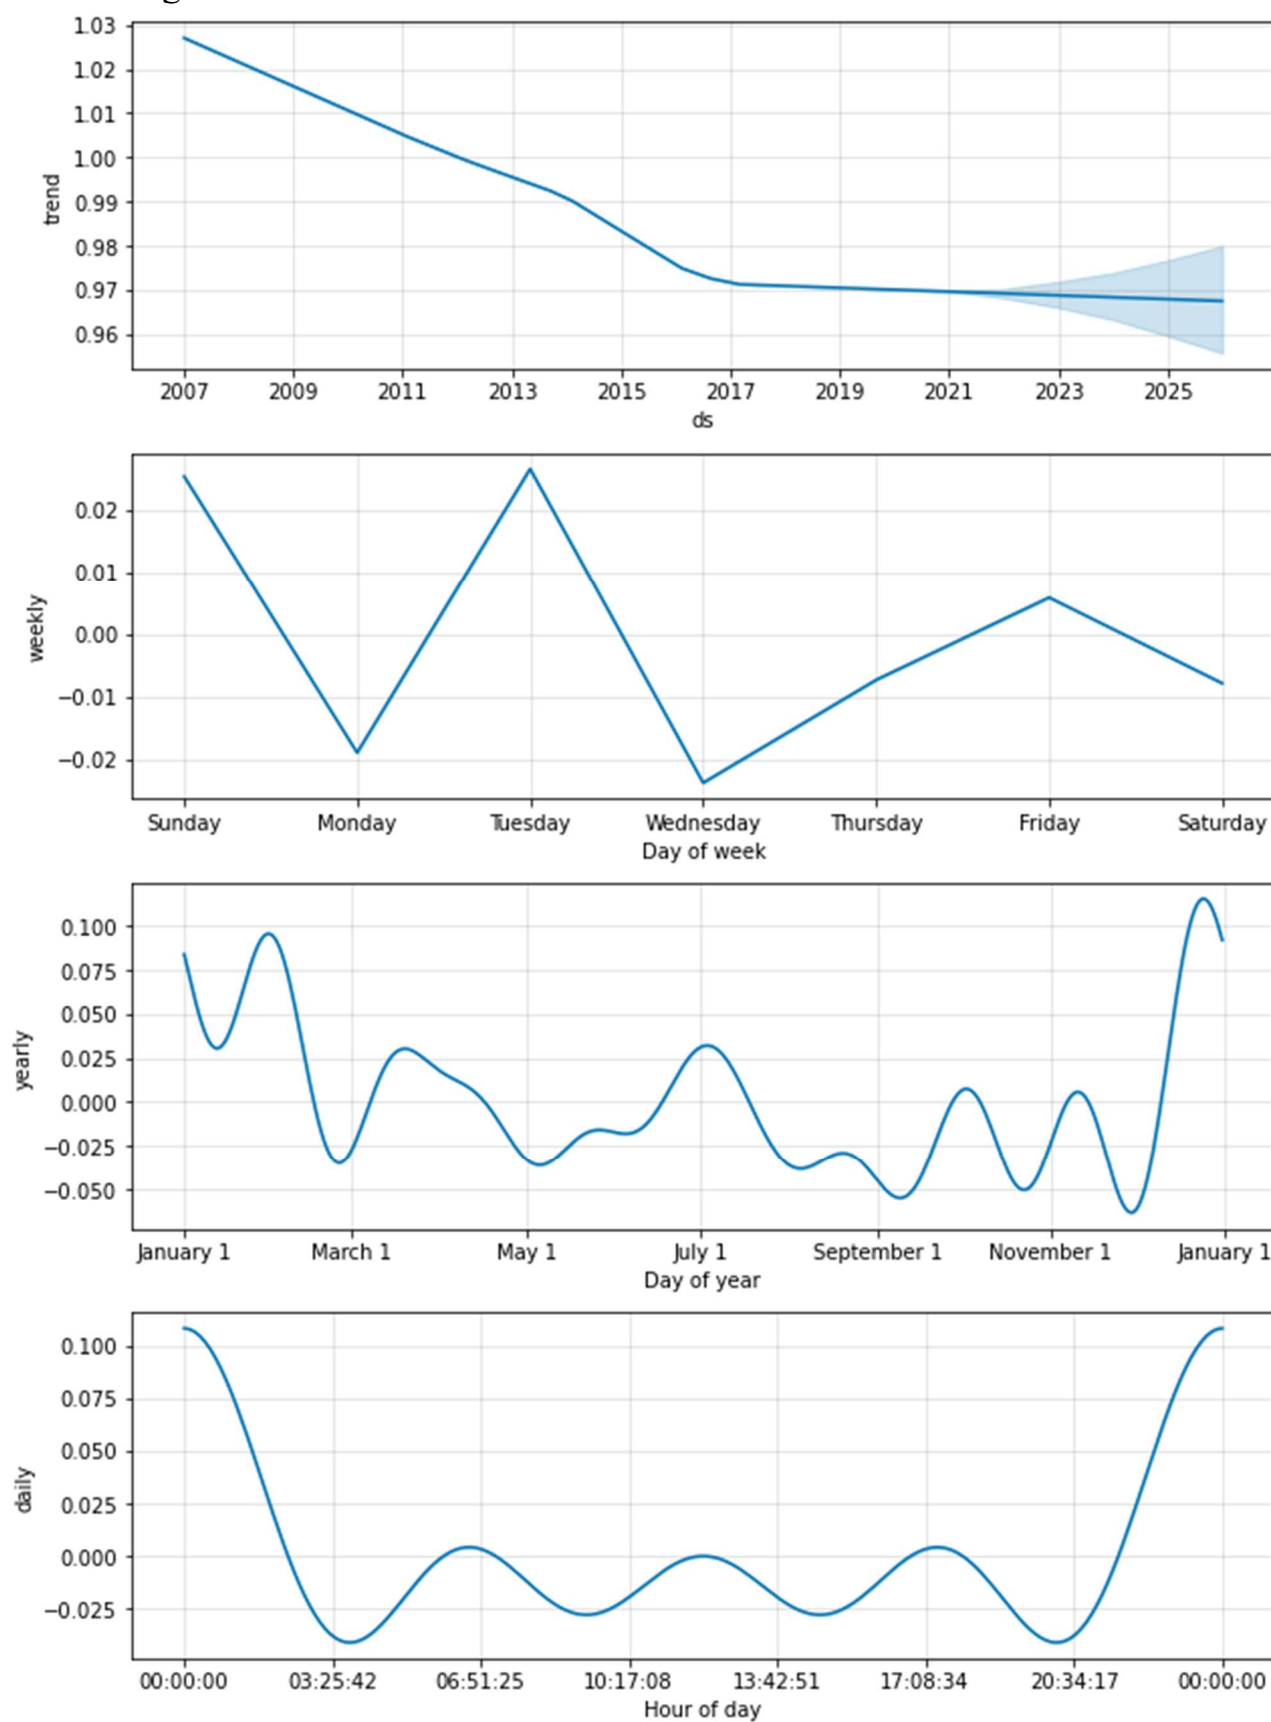 1.03
1.02
1.01
1.00
0.99
0.98
0.97
0.96
trend
2007 2009 2011 2013 2015 2017 2019 2021 2023 2025
ds
0.02
0.01
0.00
−0.01
−0.02
weekly
Sunday Monday Tuesday Wednesday Thursday Friday Saturday
Day of week
0.100
0.075
0.050
0.025
0.000
−0.025
−0.050
yearly
January 1 March 1 May 1 July 1 September 1 November 1 January 1
Day of year
0.100
0.075
0.050
0.025
0.000
−0.025
daily
00:00:00 03:25:42 06:51:25 10:17:08 13:42:51 17:08:34 20:34:17 00:00:00
Hour of day